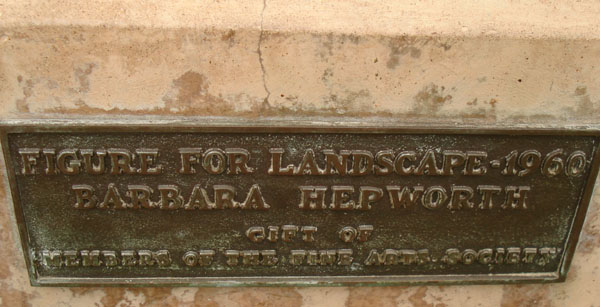 FIGURE FOR LANDSCAPE-1960
BARBARA HEPWORTH
GIFT OF
MEMBERS OF THE FINE ARTS SOCIETY